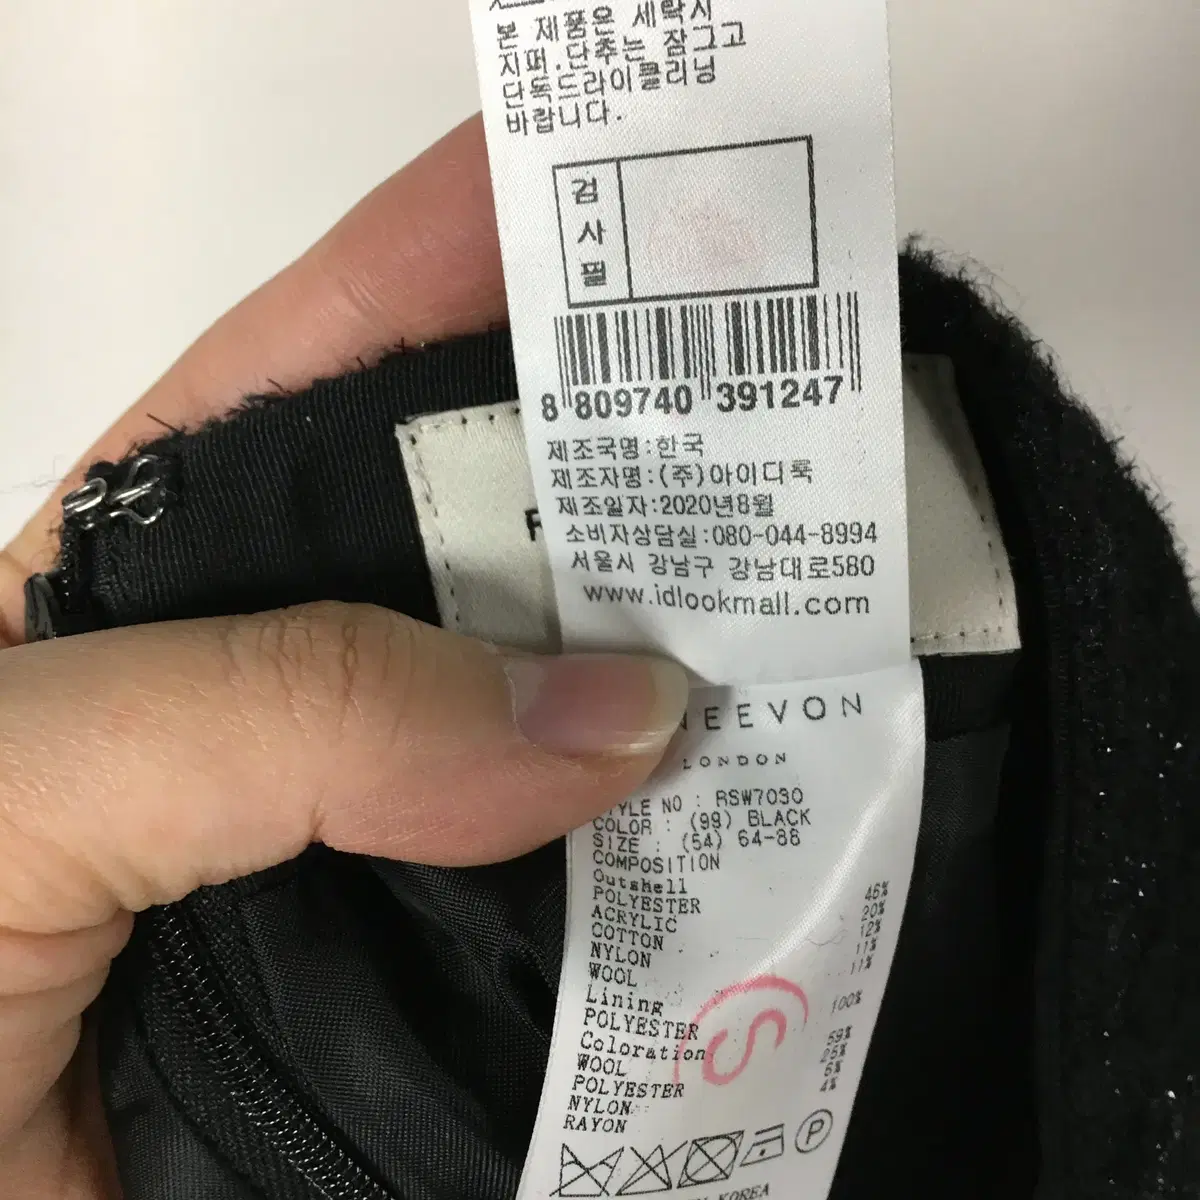 본 제품은 세탁시
지퍼.단추는 잠그고
단독드라이클리닝
바랍니다.
검
사
필
8 809740 391247
제조국명:한국
제조자명:(주)아이디룩
제조일자:2020년8월
소비자상담실:080-044-8994
서울시 강남구 강남대로580
www.idlookmall.com
R
NEEVON
LONDON
STYLE NO : RSW7030
COLOR : (99) BLACK
SIZE : (54) 64-88
COMPOSITION
Outshell
POLYESTER 46%
ACRYLIC 20%
COTTON 12%
NYLON 11%
WOOL 11%
Lining
POLYESTER 100%
Coloration
WOOL 59%
POLYESTER 25%
NYLON 6%
RAYON 4%
S
P
KOREA